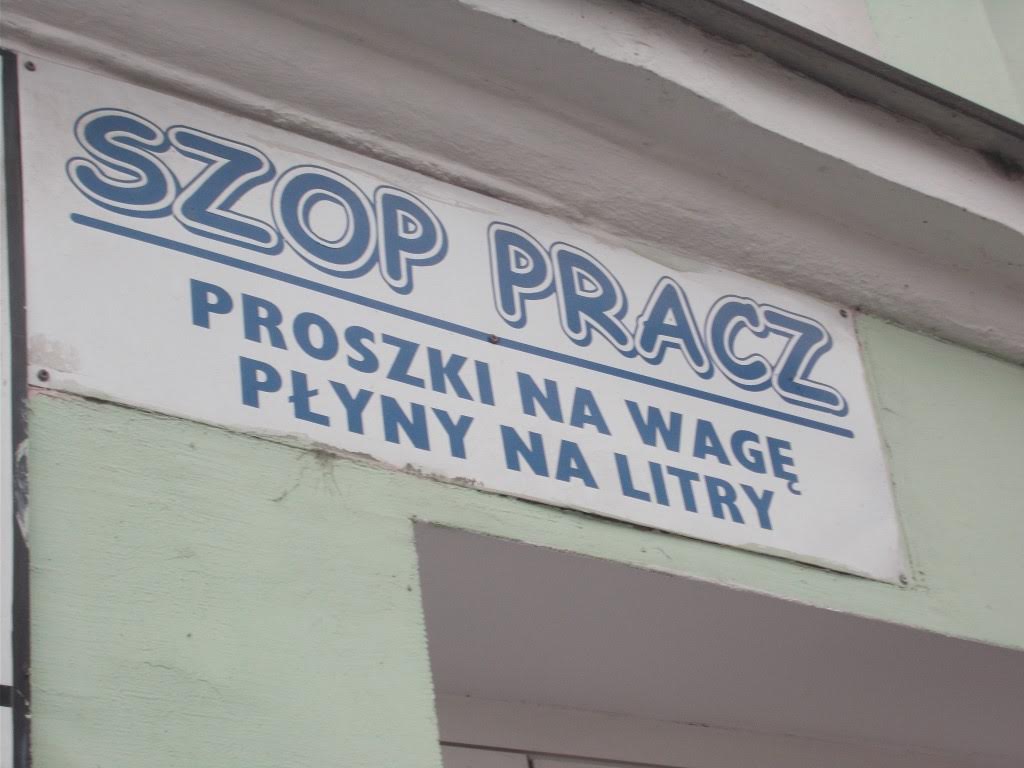 SZOP PRACZ
PROSZKI NA WAGĘ
PŁYNY NA LITRY